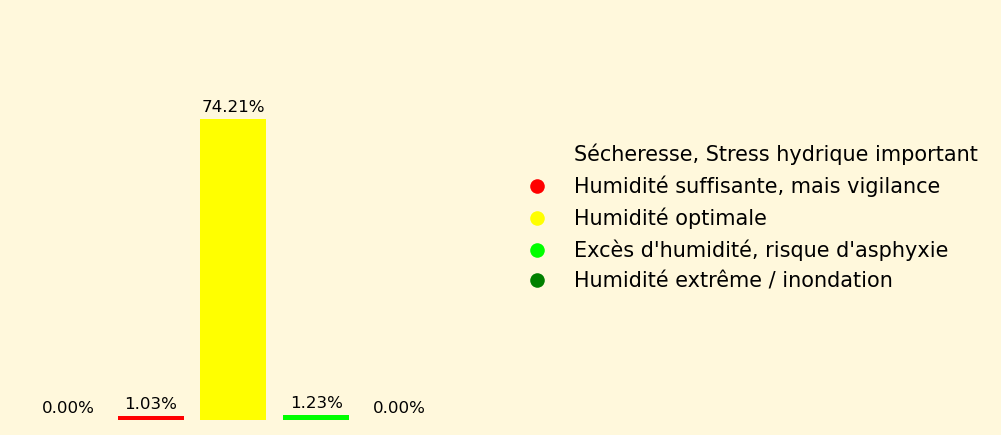 74.21%
0.00%
1.03%
1.23%
0.00%
Sécheresse, Stress hydrique important
Humidité suffisante, mais vigilance
Humidité optimale
Excès d'humidité, risque d'asphyxie
Humidité extrême / inondation